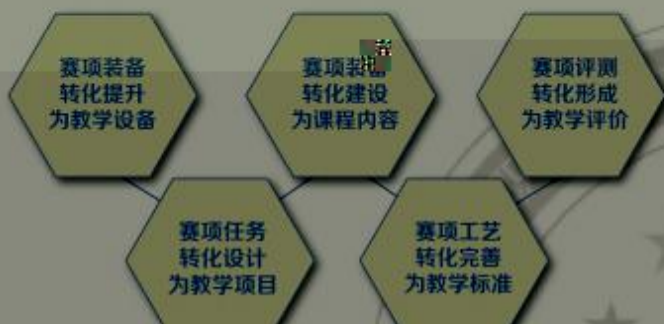 赛项装备
转化提升
为教学设备
赛项装备
转化建设
为课程内容
赛项评测
转化形成
为教学评价
赛项任务
转化设计
为教学项目
赛项工艺
转化完善
为教学标准